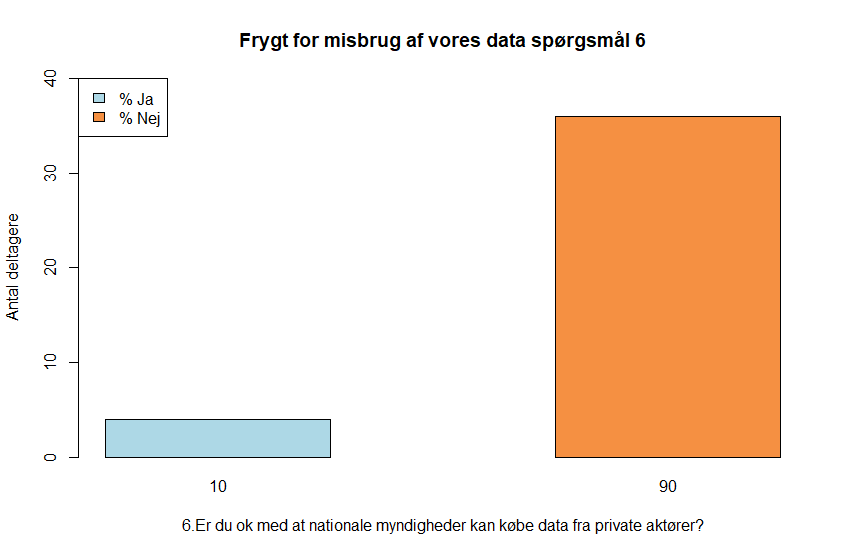 Frygt for misbrug af vores data spørgsmål 6
% Ja
% Nej
Antal deltagere
40
30
20
10
0
10 90
6.Er du ok med at nationale myndigheder kan købe data fra private aktører?